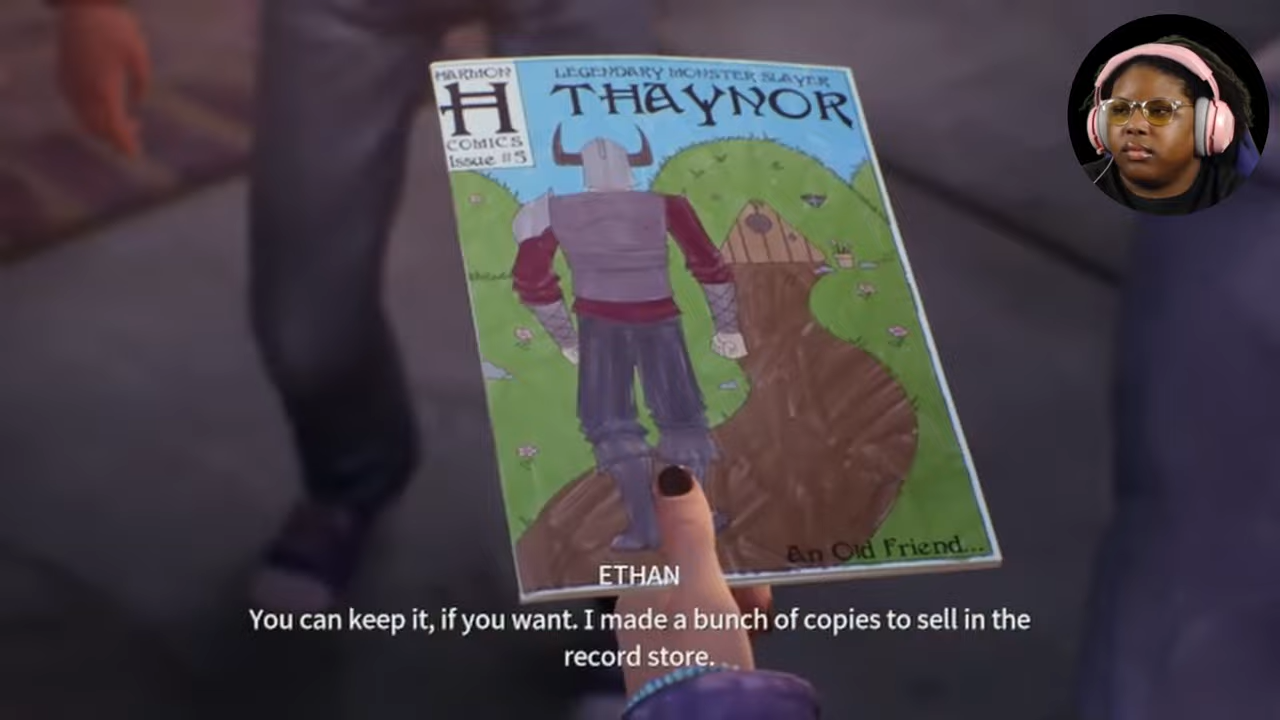 HARMON
H
COMICS
Issue #5
LEGENDARY MONSTER SLAYER
THAYNOR
An Old Friend...
ETHAN
You can keep it, if you want. I made a bunch of copies to sell in the
record store.